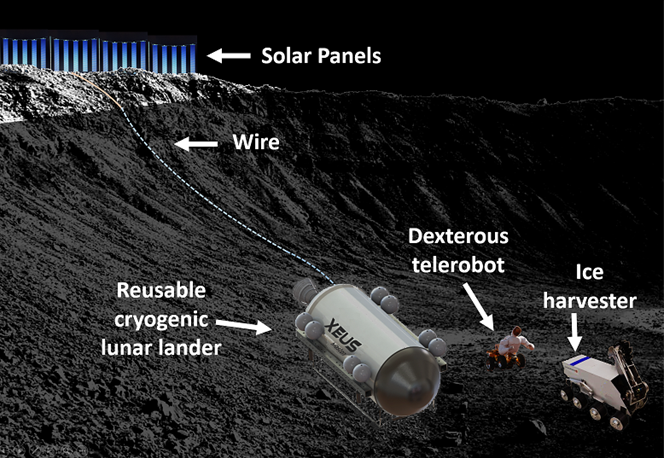 Solar Panels
Wire
Dexterous
telerobot
Ice
harvester
Reusable
cryogenic
lunar lander
XEUS